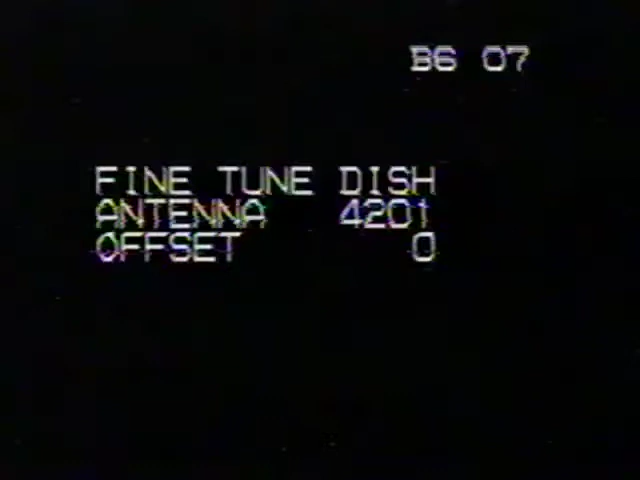 B6 07
FINE TUNE DISH
ANTENNA 4201
OFFSET 0